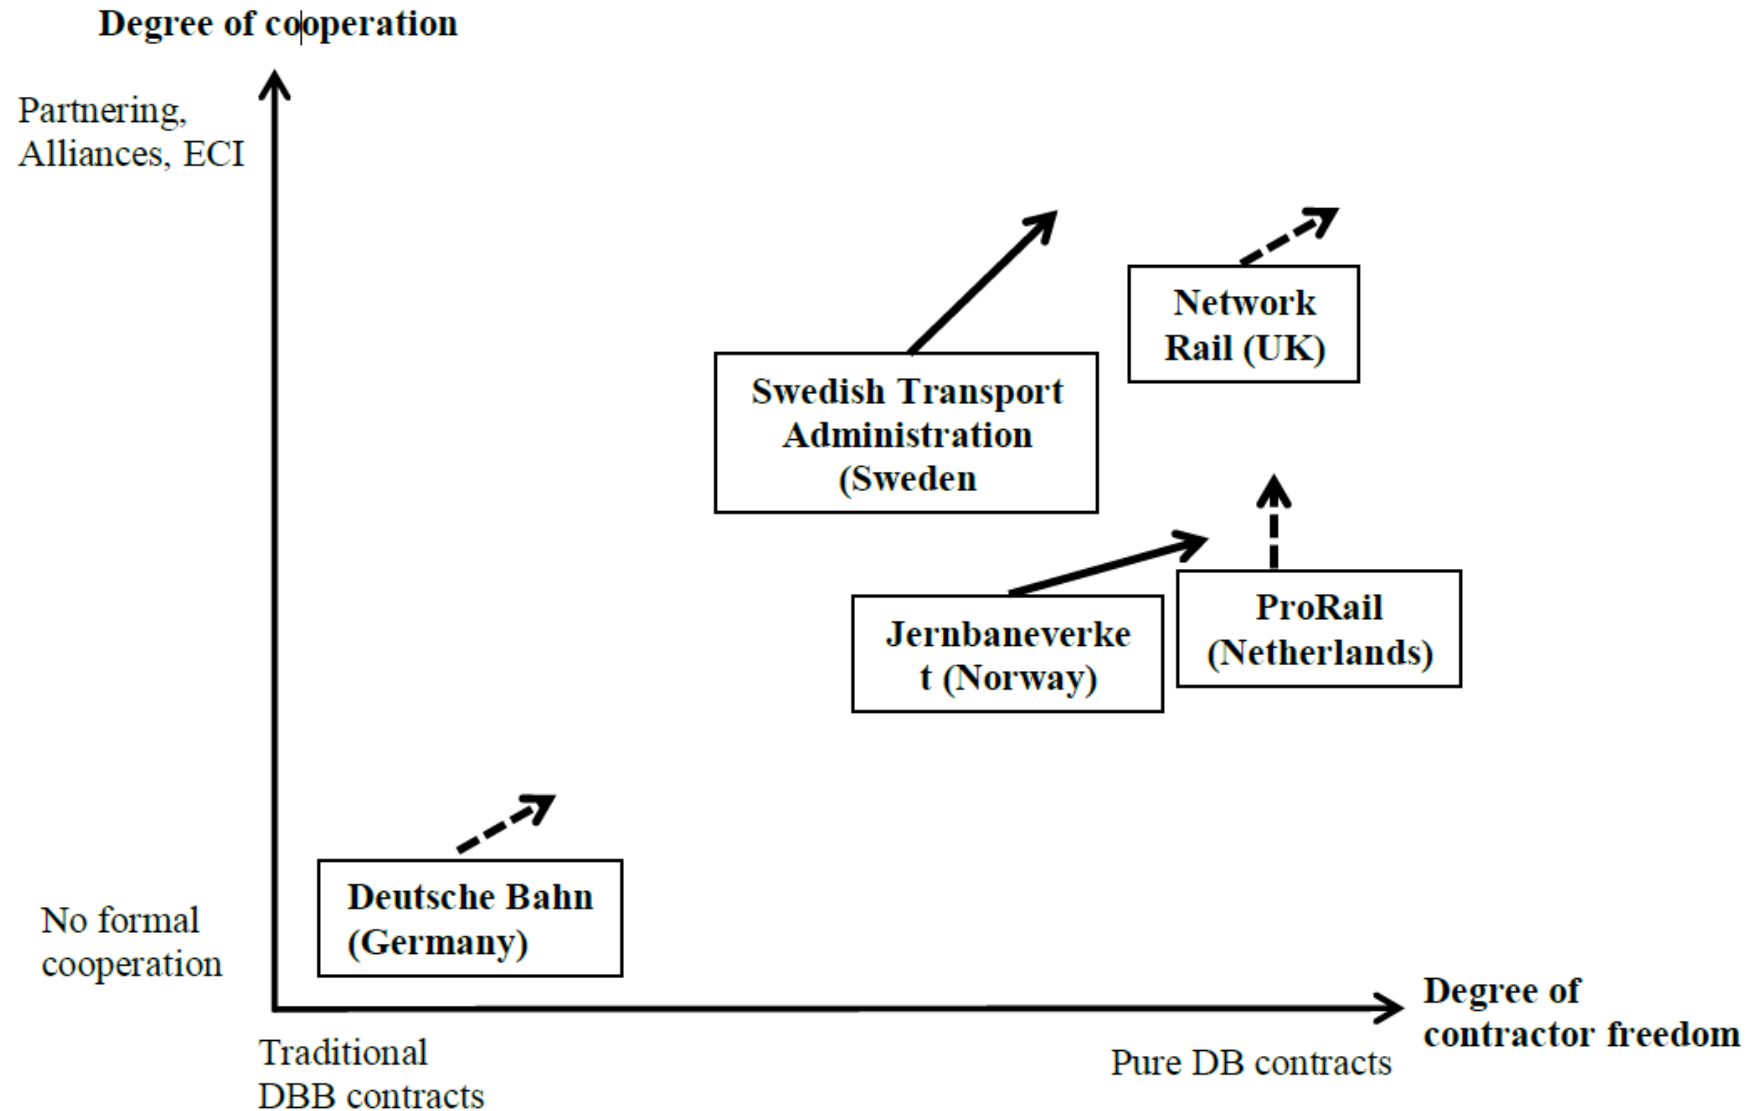 Degree of cooperation
Partnering,
Alliances, ECI
Network
Rail (UK)
Swedish Transport
Administration
(Sweden
ProRail
(Netherlands)
Jernbaneverke
t (Norway)
Deutsche Bahn
(Germany)
No formal
cooperation
Degree of
contractor freedom
Traditional
DBB contracts
Pure DB contracts